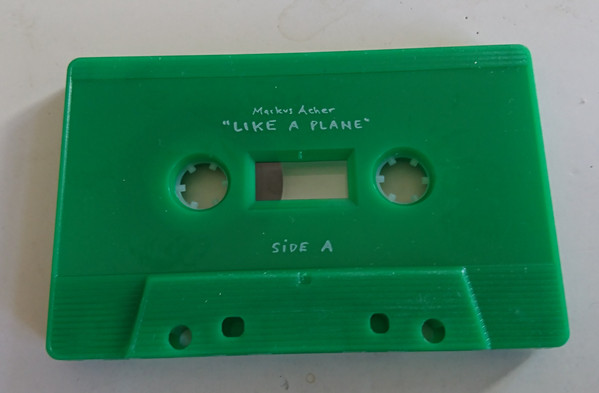 Markus Acher
"LIKE A PLANE"
SiDE A